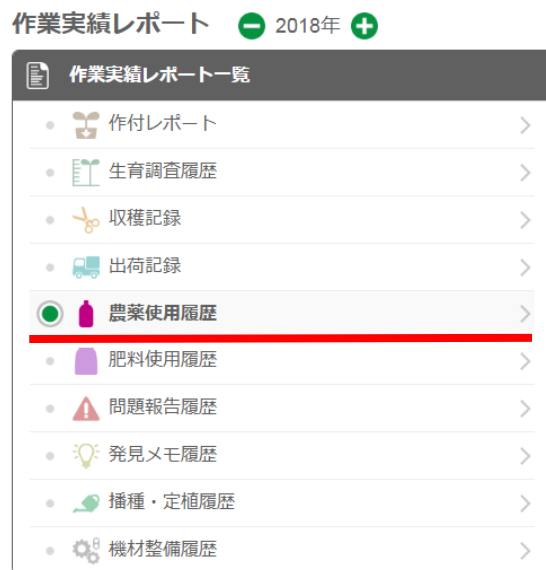 作業実績レポート 2018年
作業実績レポート一覧
作付レポート
生育調査履歴
収穫記録
出荷記録
農薬使用履歴
肥料使用履歴
問題報告履歴
発見メモ履歴
播種・定植履歴
機材整備履歴